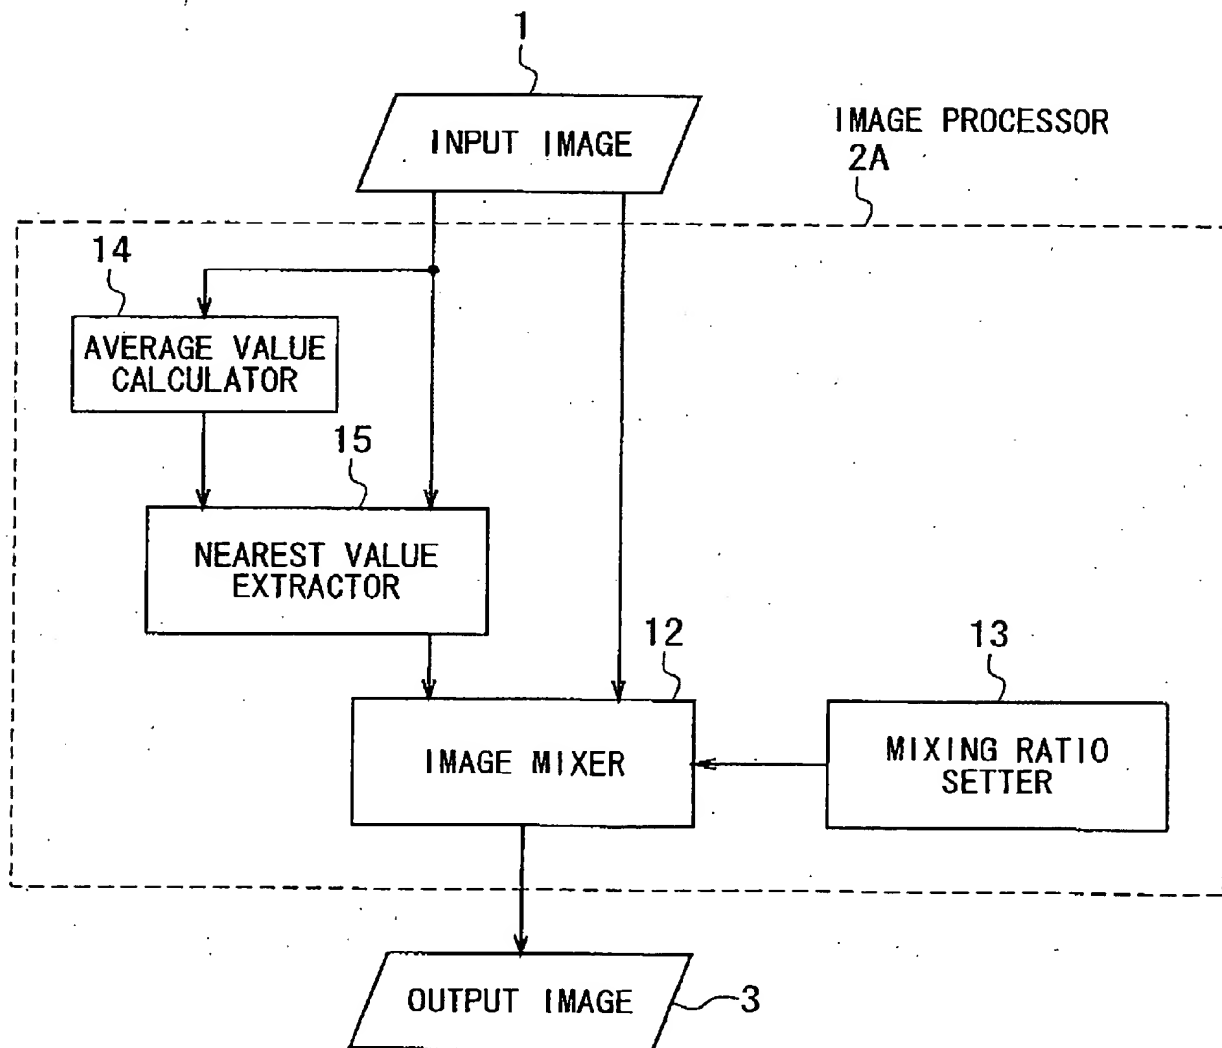 1
INPUT IMAGE
IMAGE PROCESSOR
2A
14
AVERAGE VALUE
CALCULATOR
15
NEAREST VALUE
EXTRACTOR
12
13
IMAGE MIXER
MIXING RATIO
SETTER
OUTPUT IMAGE
3